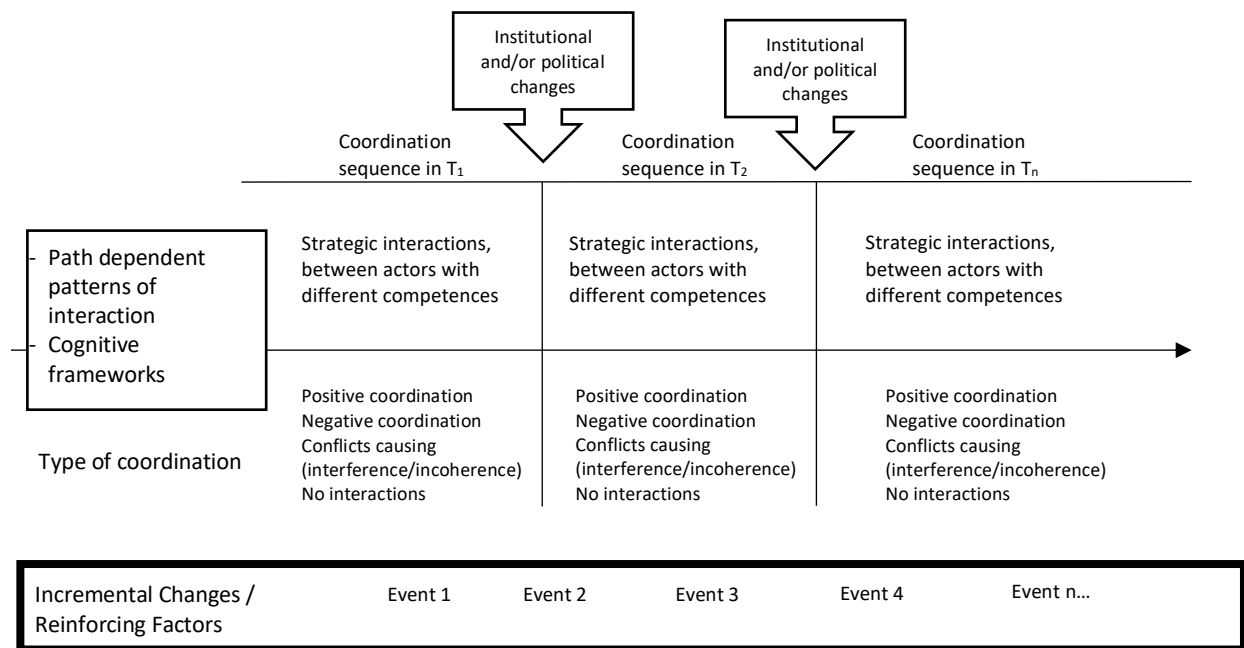 Institutional
and/or political
changes
Institutional
and/or political
changes
Coordination
sequence in T₁
Coordination
sequence in T₂
Coordination
sequence in Tₙ
- Path dependent
patterns of
interaction
- Cognitive
frameworks
Strategic interactions,
between actors with
different competences
Strategic interactions,
between actors with
different competences
Strategic interactions,
between actors with
different competences
Type of coordination
Positive coordination
Negative coordination
Conflicts causing
(interference/incoherence)
No interactions
Positive coordination
Negative coordination
Conflicts causing
(interference/incoherence)
No interactions
Positive coordination
Negative coordination
Conflicts causing
(interference/incoherence)
No interactions
Incremental Changes /
Reinforcing Factors
Event 1
Event 2
Event 3
Event 4
Event n...